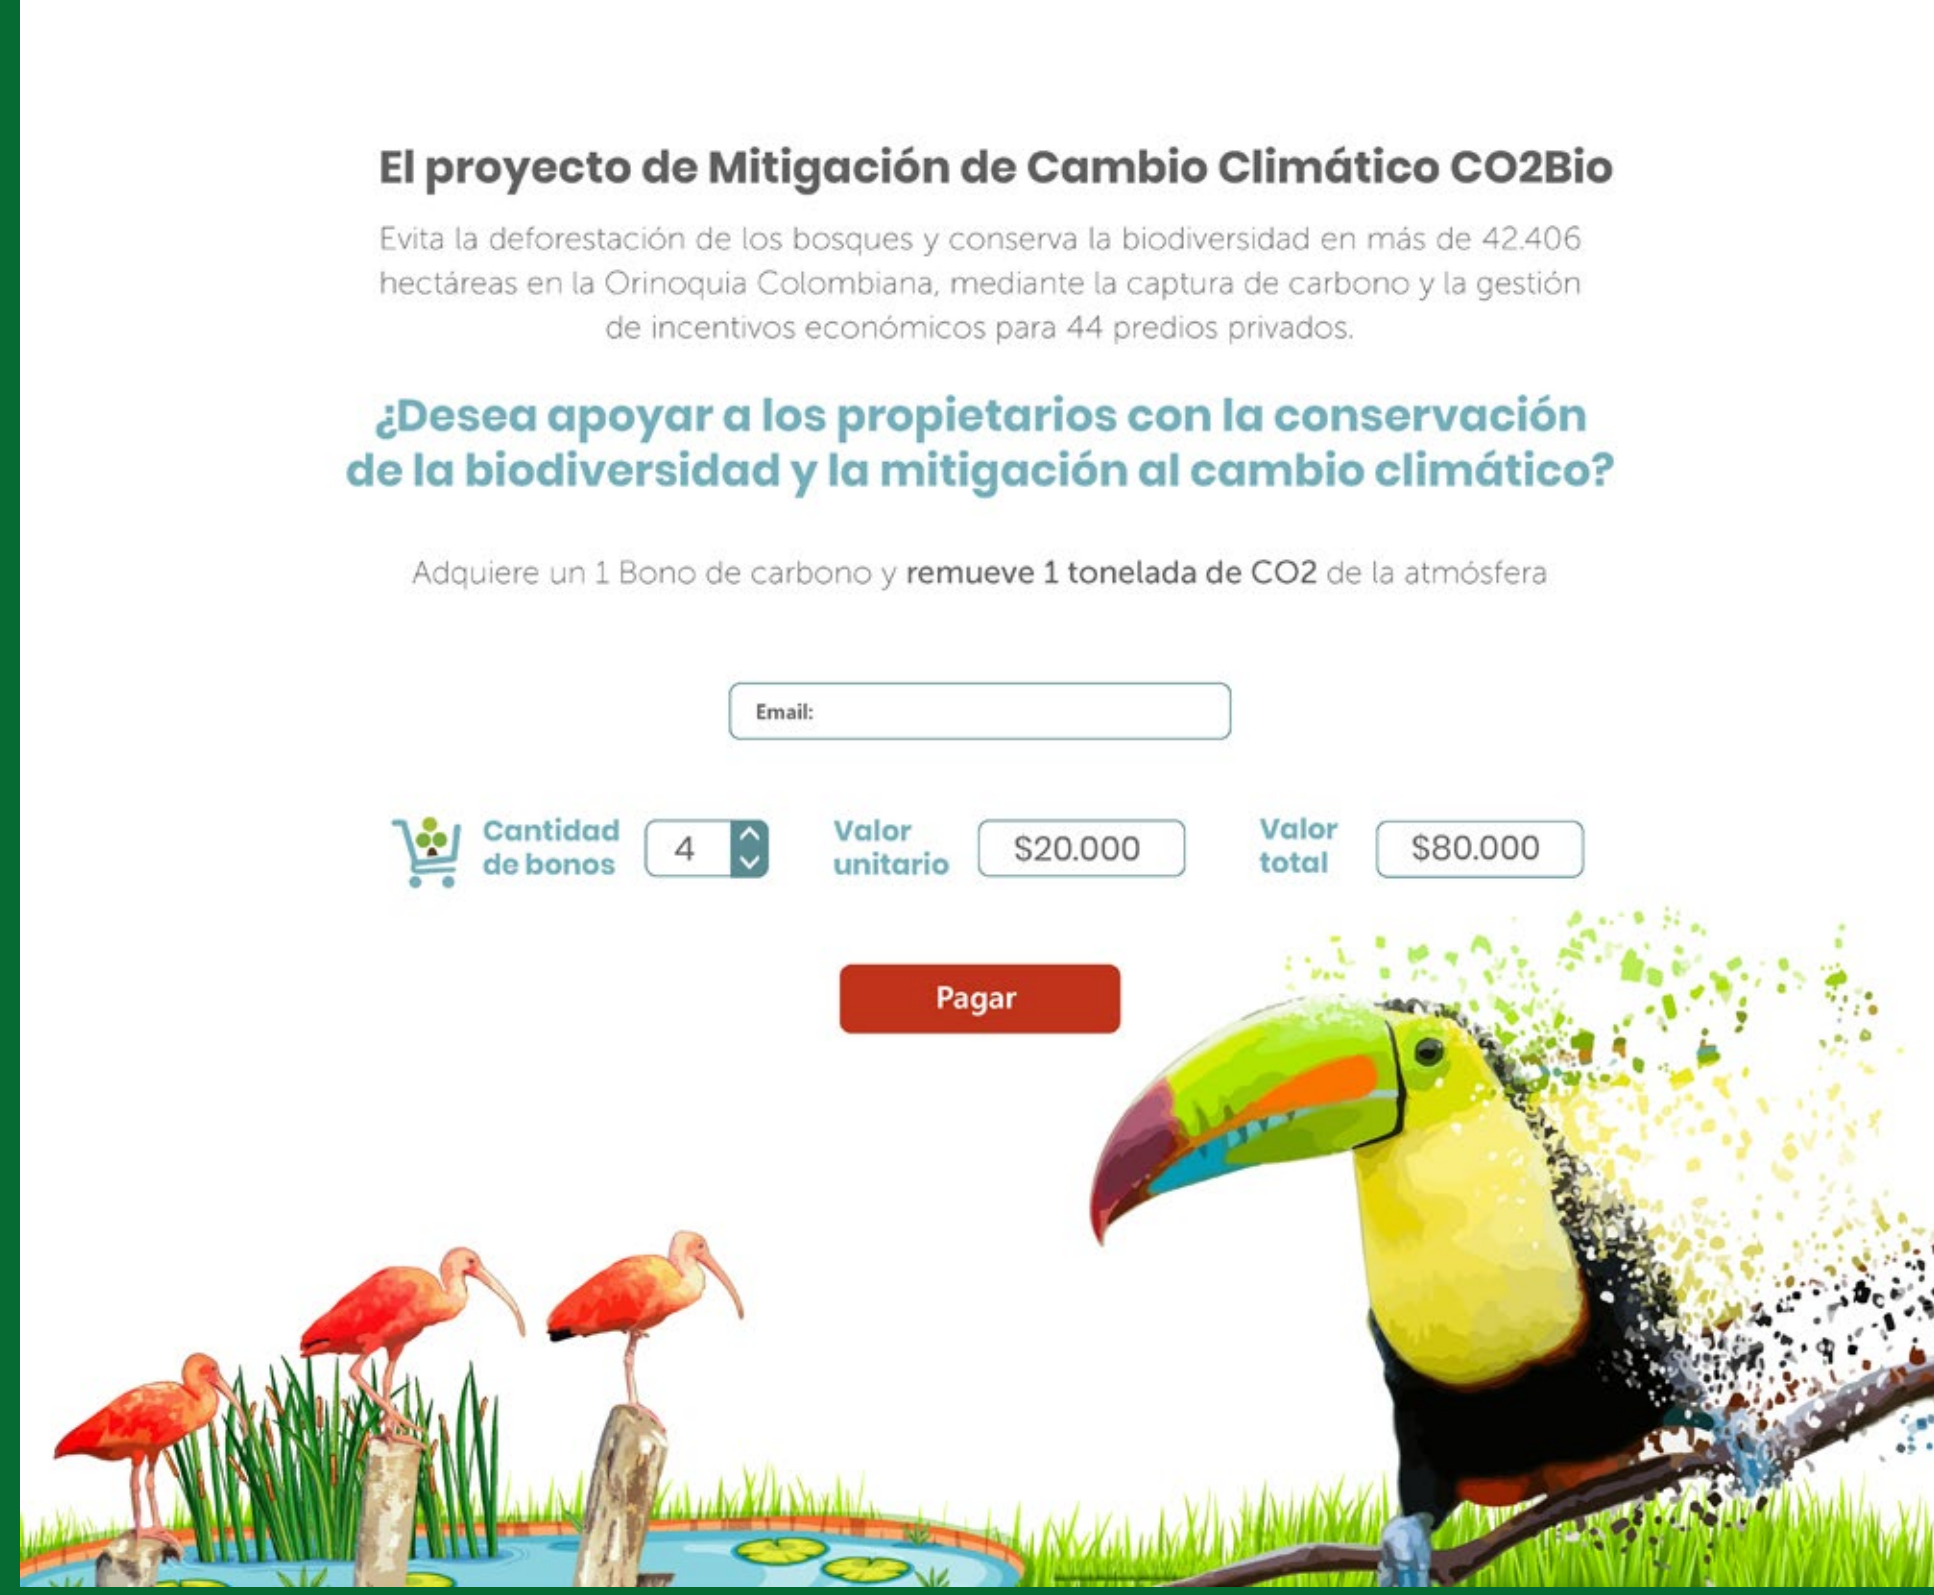 El proyecto de Mitigación de Cambio Climático CO2Bio
Evita la deforestación de los bosques y conserva la biodiversidad en más de 42.406
hectáreas en la Orinoquia Colombiana, mediante la captura de carbono y la gestión
de incentivos económicos para 44 predios privados.
¿Desea apoyar a los propietarios con la conservación
de la biodiversidad y la mitigación al cambio climático?
Adquiere un 1 Bono de carbono y remueve 1 tonelada de CO2 de la atmósfera
Email:
Cantidad
de bonos
4
Valor
unitario
$20.000
Valor
total
$80.000
Pagar